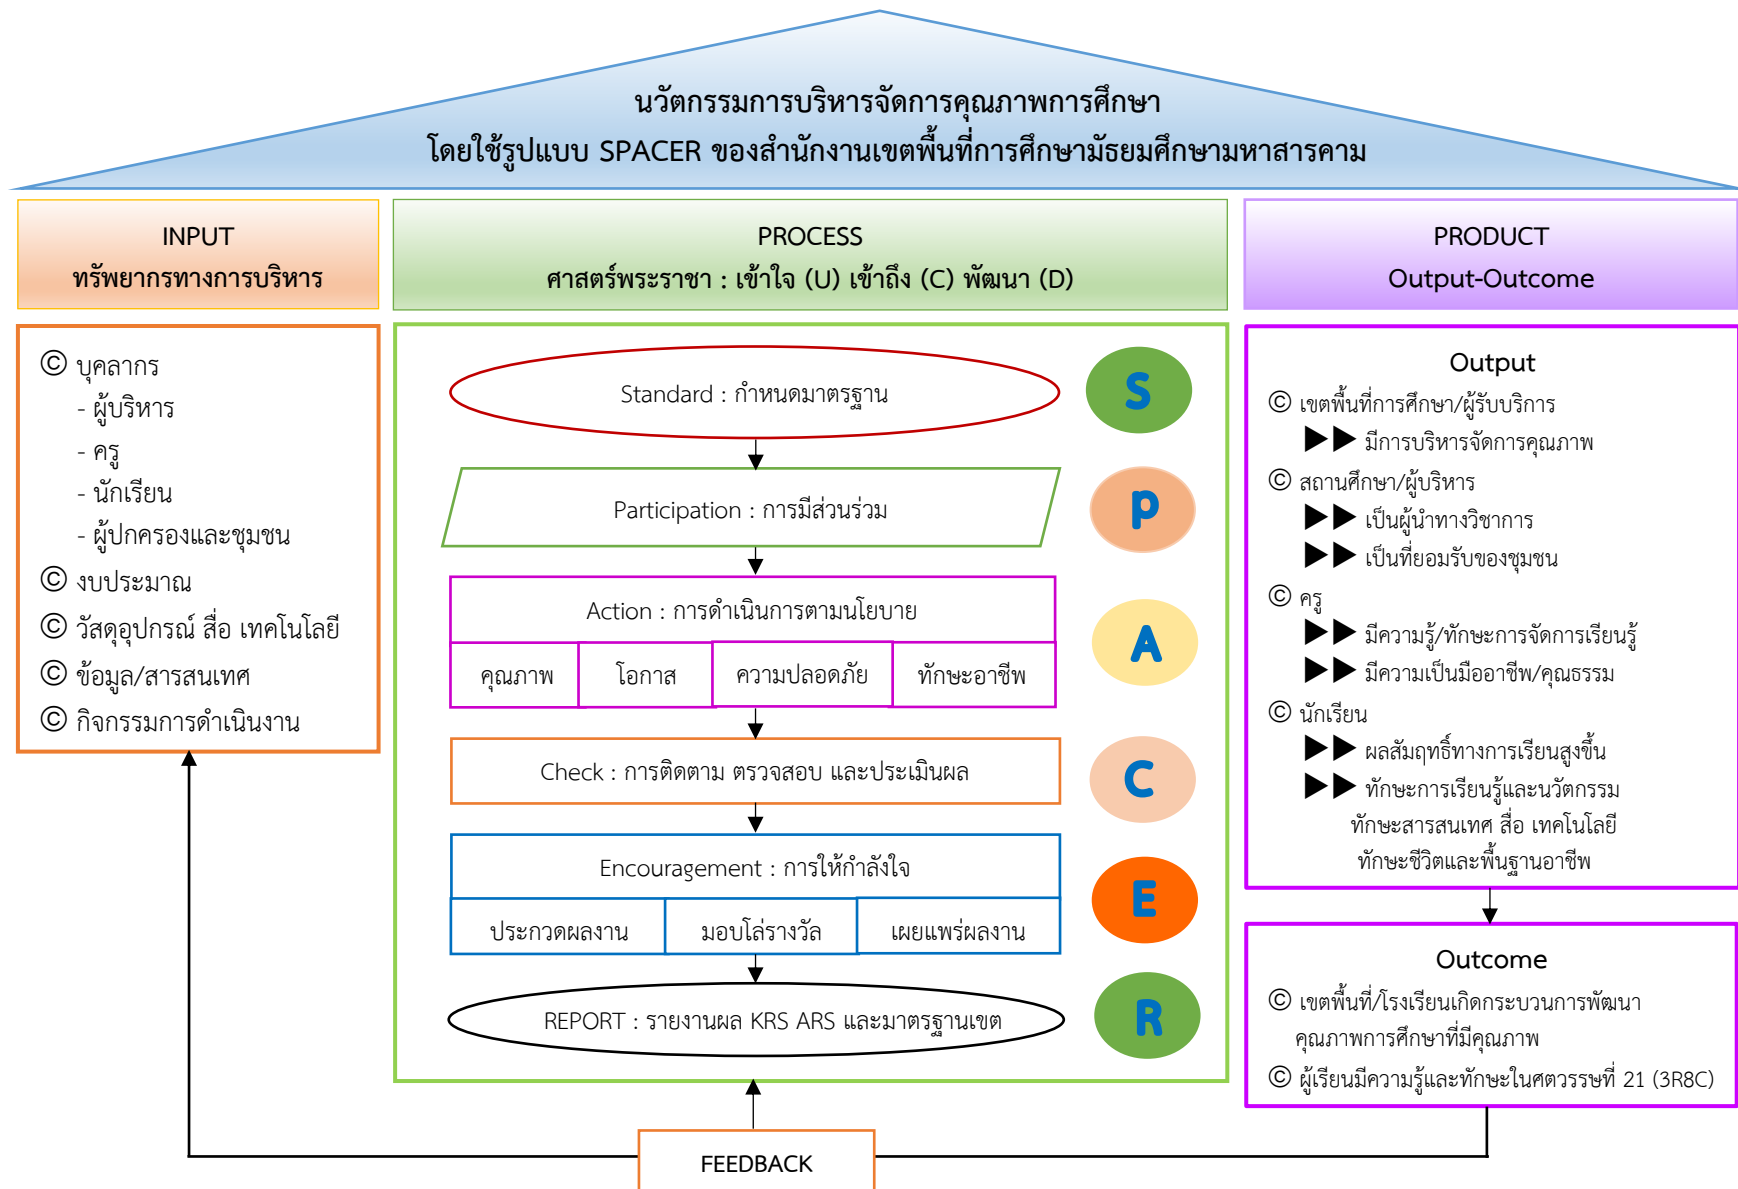 นวัตกรรมการบริหารจัดการคุณภาพการศึกษา
โดยใช้รูปแบบ SPACER ของสำนักงานเขตพื้นที่การศึกษามัธยมศึกษามหาสารคาม
INPUT
ทรัพยากรทางการบริหาร
PROCESS
ศาสตร์พระราชา : เข้าใจ (U) เข้าถึง (C) พัฒนา (D)
PRODUCT
Output-Outcome
© บุคลากร
- ผู้บริหาร
- ครู
- นักเรียน
- ผู้ปกครองและชุมชน
© งบประมาณ
© วัสดุอุปกรณ์ สื่อ เทคโนโลยี
© ข้อมูล/สารสนเทศ
© กิจกรรมการดำเนินงาน
Standard : กำหนดมาตรฐาน
S
Participation : การมีส่วนร่วม
P
Action : การดำเนินการตามนโยบาย
คุณภาพ
โอกาส
ความปลอดภัย
ทักษะอาชีพ
A
Check : การติดตาม ตรวจสอบ และประเมินผล
C
Encouragement : การให้กำลังใจ
ประกวดผลงาน
มอบโล่รางวัล
เผยแพร่ผลงาน
E
REPORT : รายงานผล KRS ARS และมาตรฐานเขต
R
Output
© เขตพื้นที่การศึกษา/ผู้รับบริการ
▶▶ มีการบริหารจัดการคุณภาพ
© สถานศึกษา/ผู้บริหาร
▶▶ เป็นผู้นำทางวิชาการ
▶▶ เป็นที่ยอมรับของชุมชน
© ครู
▶▶ มีความรู้/ทักษะการจัดการเรียนรู้
▶▶ มีความเป็นมืออาชีพ/คุณธรรม
© นักเรียน
▶▶ ผลสัมฤทธิ์ทางการเรียนสูงขึ้น
▶▶ ทักษะการเรียนรู้และนวัตกรรม
ทักษะสารสนเทศ สื่อ เทคโนโลยี
ทักษะชีวิตและพื้นฐานอาชีพ
Outcome
© เขตพื้นที่/โรงเรียนเกิดกระบวนการพัฒนา
คุณภาพการศึกษาที่มีคุณภาพ
© ผู้เรียนมีความรู้และทักษะในศตวรรษที่ 21 (3R8C)
FEEDBACK